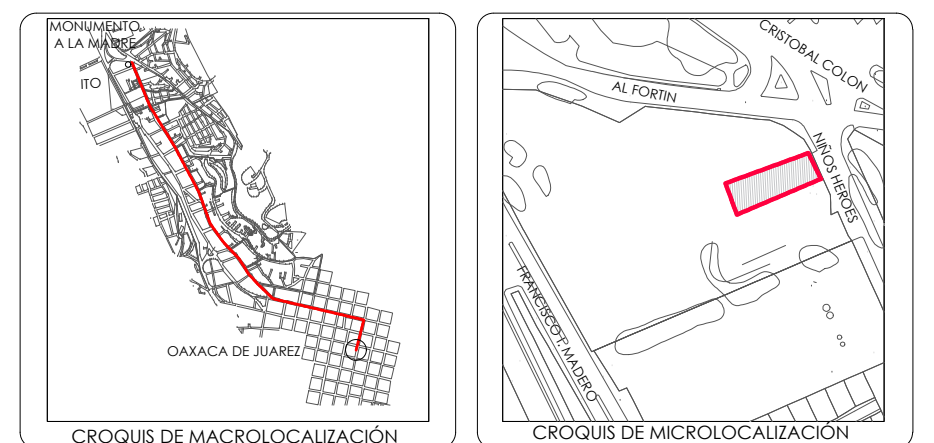 MONUMENTO
A LA MADRE
ITO
OAXACA DE JUAREZ
CROQUIS DE MACROLOCALIZACIÓN
CRISTOBAL COLON
AL FORTIN
NIÑOS HEROES
FRANCISCO I. MADERO
CROQUIS DE MICROLOCALIZACIÓN